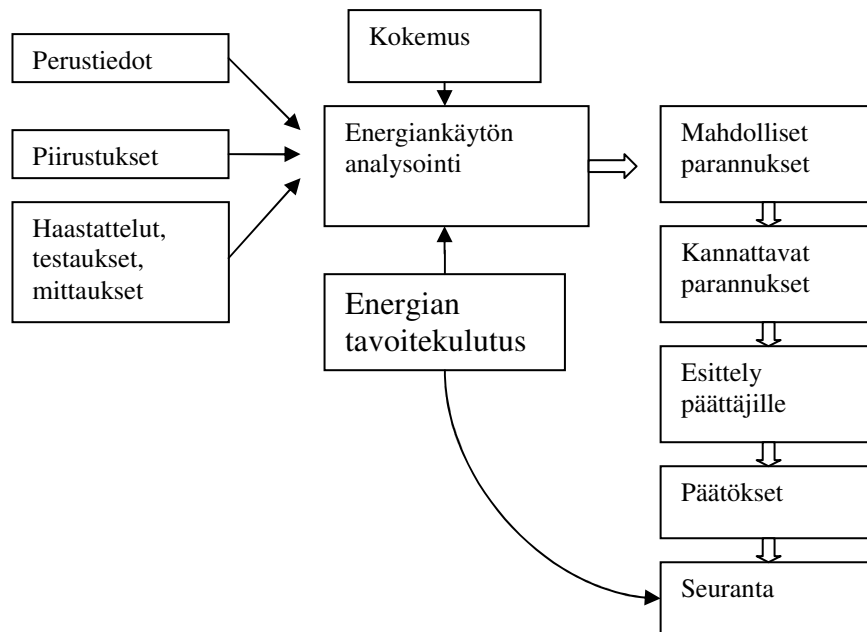 Perustiedot
Piirustukset
Haastattelut,
testaukset,
mittaukset
Kokemus
Energiankäytön
analysointi
Energian
tavoitekulutus
Mahdolliset
parannukset
Kannattavat
parannukset
Esittely
päättäjille
Päätökset
Seuranta